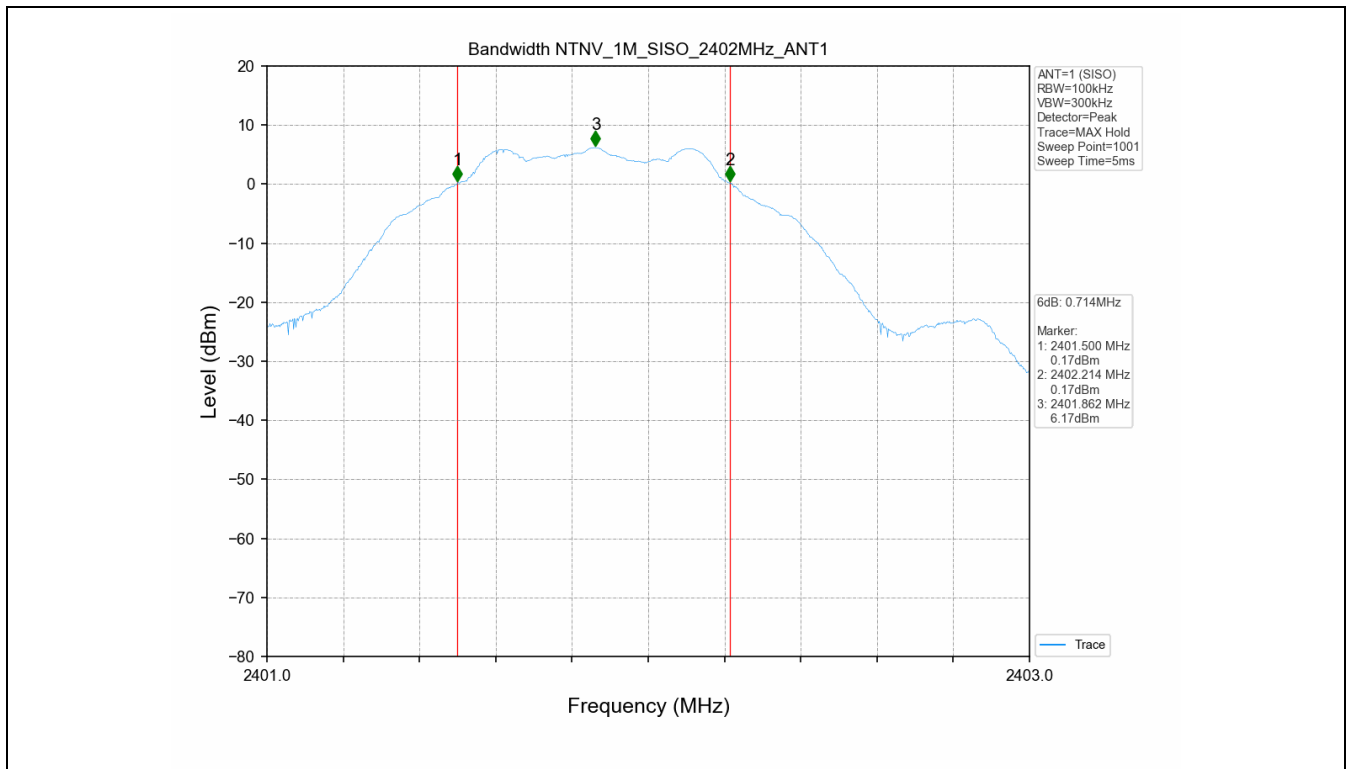 Bandwidth NTNV_1M_SISO_2402MHz_ANT1
20
10
0
−10
−20
−30
−40
−50
−60
−70
−80
Level (dBm)
1
3
2
2401.0
2403.0
Frequency (MHz)
ANT=1 (SISO)
RBW=100kHz
VBW=300kHz
Detector=Peak
Trace=MAX Hold
Sweep Point=1001
Sweep Time=5ms
6dB: 0.714MHz
Marker:
1: 2401.500 MHz
0.17dBm
2: 2402.214 MHz
0.17dBm
3: 2401.862 MHz
6.17dBm
Trace